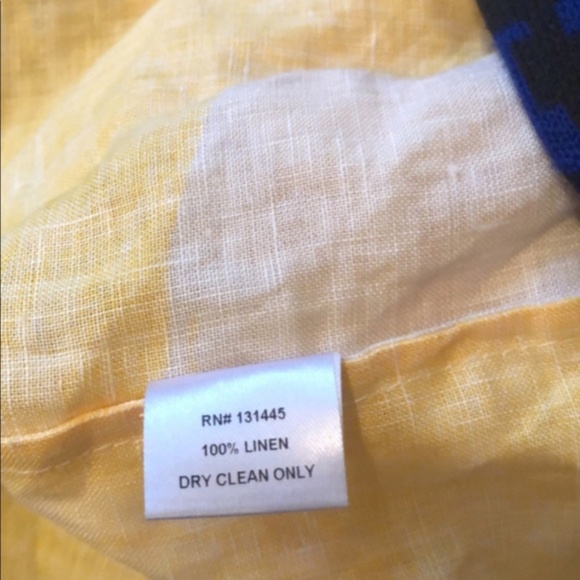 RN# 131445
100% LINEN
DRY CLEAN ONLY